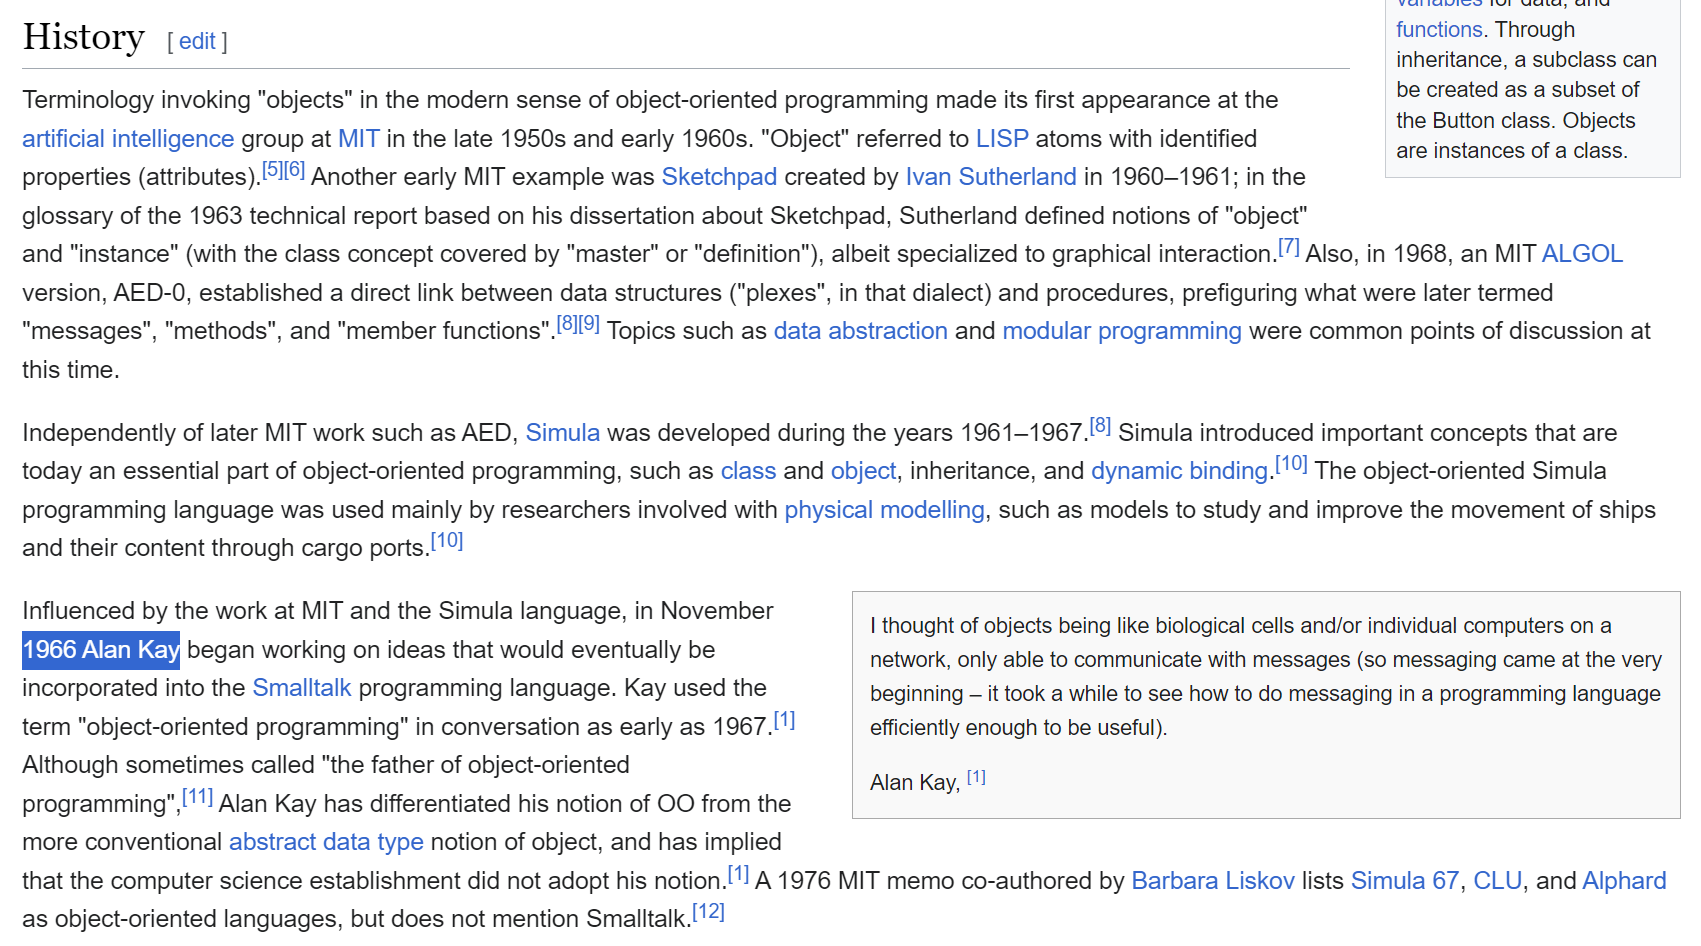 History [ edit ]
Terminology invoking "objects" in the modern sense of object-oriented programming made its first appearance at the
artificial intelligence group at MIT in the late 1950s and early 1960s. "Object" referred to LISP atoms with identified
properties (attributes).[5][6] Another early MIT example was Sketchpad created by Ivan Sutherland in 1960–1961; in the
glossary of the 1963 technical report based on his dissertation about Sketchpad, Sutherland defined notions of "object"
and "instance" (with the class concept covered by "master" or "definition"), albeit specialized to graphical interaction.[7] Also, in 1968, an MIT ALGOL
version, AED-0, established a direct link between data structures ("plexes", in that dialect) and procedures, prefiguring what were later termed
"messages", "methods", and "member functions".[8][9] Topics such as data abstraction and modular programming were common points of discussion at
this time.
variables for data, and
functions. Through
inheritance, a subclass can
be created as a subset of
the Button class. Objects
are instances of a class.
Independently of later MIT work such as AED, Simula was developed during the years 1961–1967.[8] Simula introduced important concepts that are
today an essential part of object-oriented programming, such as class and object, inheritance, and dynamic binding.[10] The object-oriented Simula
programming language was used mainly by researchers involved with physical modelling, such as models to study and improve the movement of ships
and their content through cargo ports.[10]
Influenced by the work at MIT and the Simula language, in November
1966 Alan Kay began working on ideas that would eventually be
incorporated into the Smalltalk programming language. Kay used the
term "object-oriented programming" in conversation as early as 1967.[1]
Although sometimes called "the father of object-oriented
programming",[11] Alan Kay has differentiated his notion of OO from the
more conventional abstract data type notion of object, and has implied
that the computer science establishment did not adopt his notion.[1] A 1976 MIT memo co-authored by Barbara Liskov lists Simula 67, CLU, and Alphard
as object-oriented languages, but does not mention Smalltalk.[12]
I thought of objects being like biological cells and/or individual computers on a
network, only able to communicate with messages (so messaging came at the very
beginning – it took a while to see how to do messaging in a programming language
efficiently enough to be useful).
Alan Kay, [1]